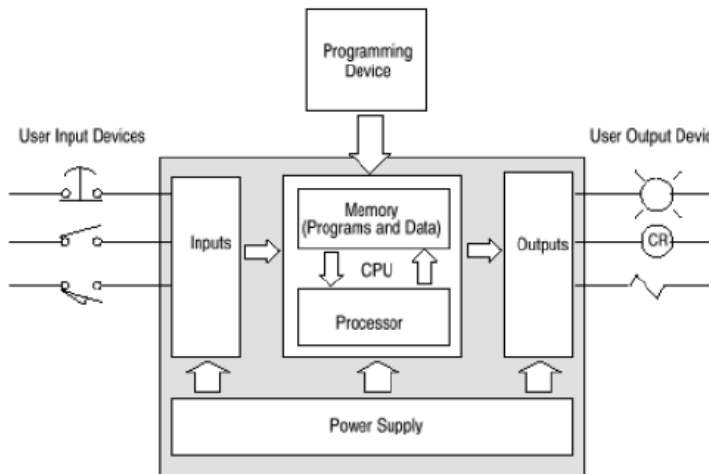 Programming
Device
User Input Devices
User Output Devic
Inputs
Memory
(Programs and Data)
CPU
Processor
Outputs
CR
Power Supply